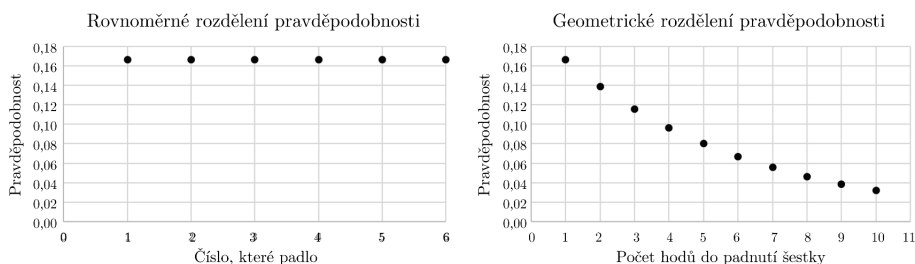 Rovnoměrné rozdělení pravděpodobnosti
Pravděpodobnost
0,18
0,16
0,14
0,12
0,10
0,08
0,06
0,04
0,02
0,00
0 1 2 3 4 5 6
Číslo, které padlo
Geometrické rozdělení pravděpodobnosti
Pravděpodobnost
0,18
0,16
0,14
0,12
0,10
0,08
0,06
0,04
0,02
0,00
0 1 2 3 4 5 6 7 8 9 10 11
Počet hodů do padnutí šestky